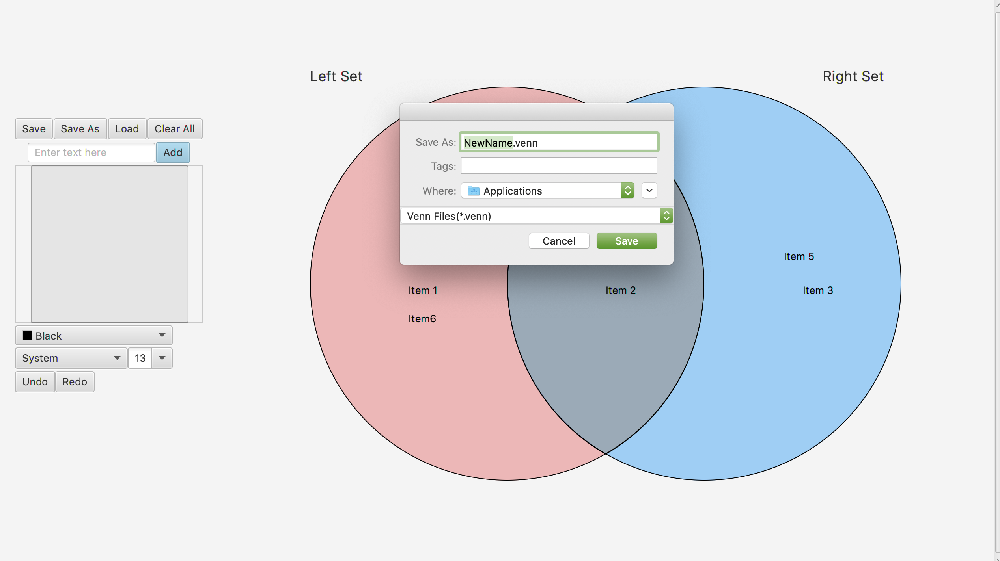 Left Set
Right Set
Save
Save As
Load
Clear All
Enter text here
Add
Black
System
13
Undo
Redo
Save As:
NewName.venn
Tags:
Where:
Applications
Venn Files(*.venn)
Cancel
Save
Item 5
Item 1
Item 2
Item 3
Item6